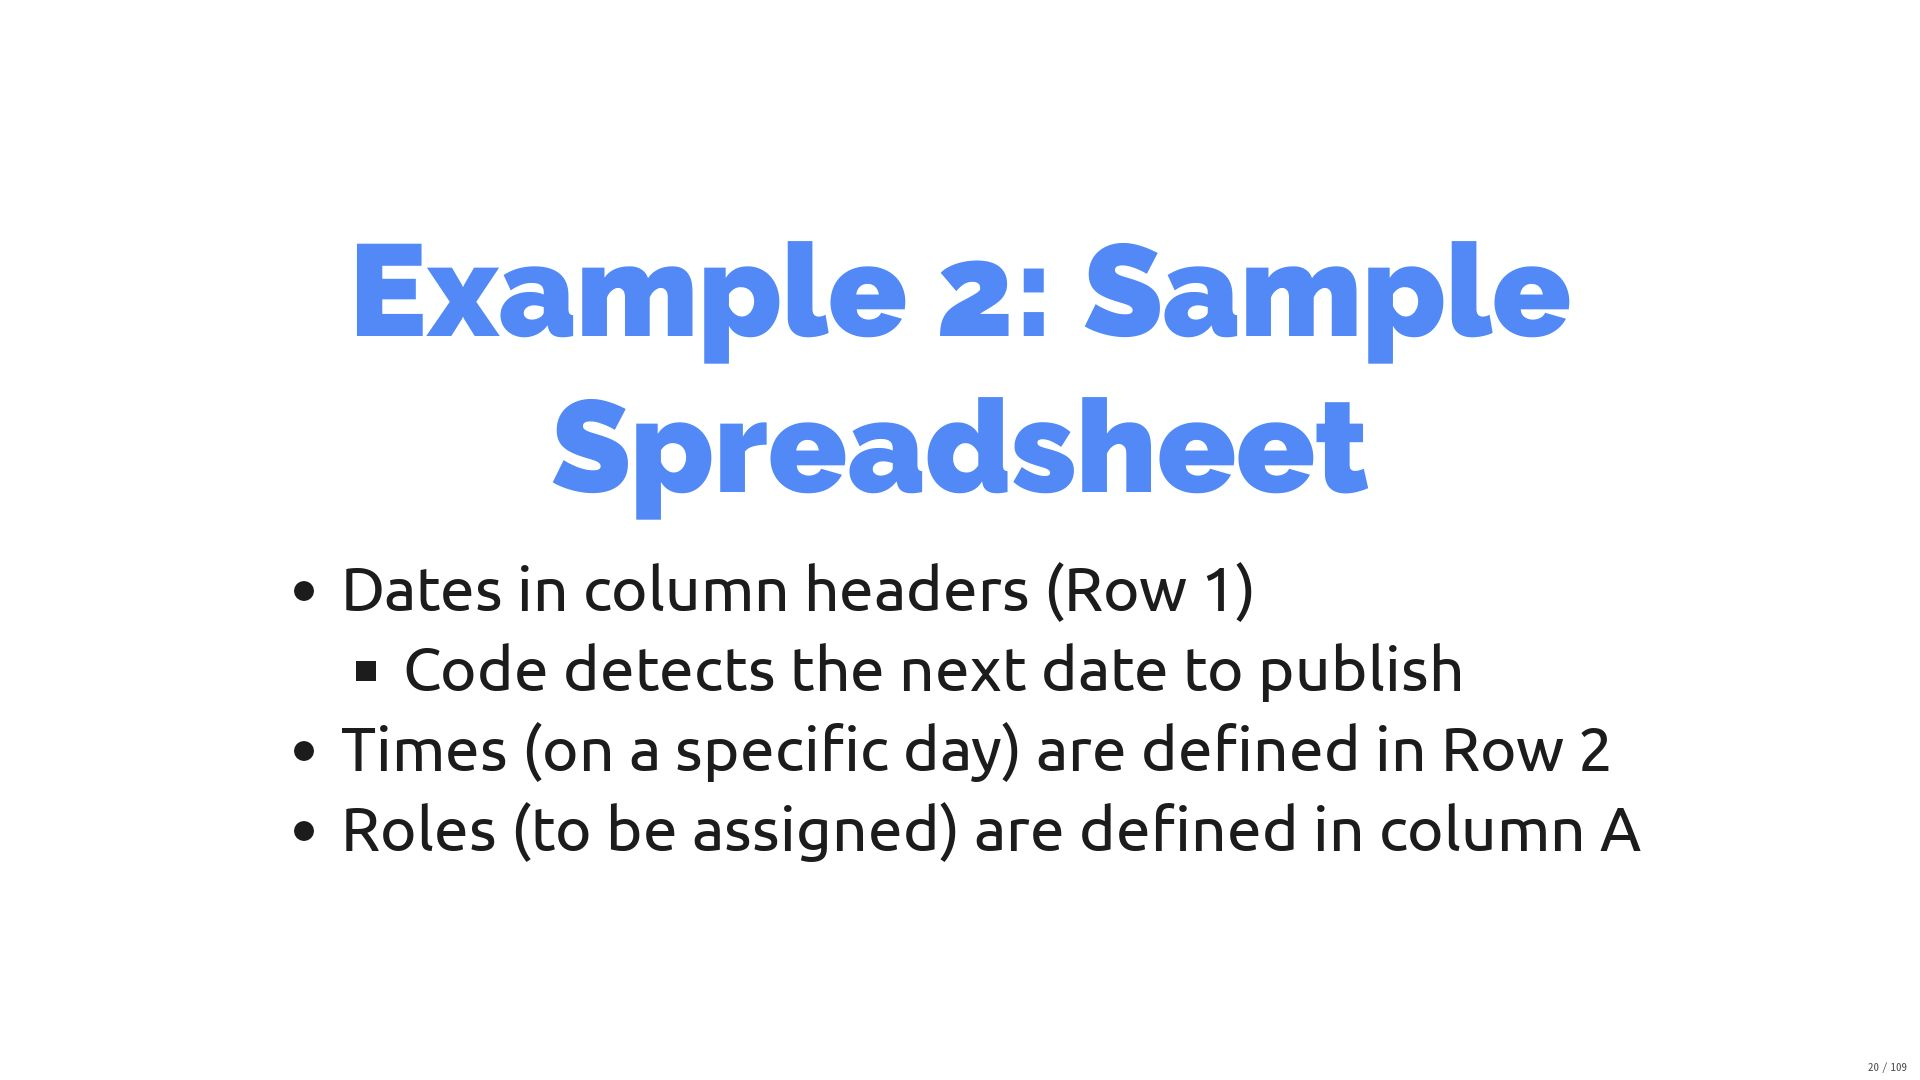 Example 2: Sample
Spreadsheet
• Dates in column headers (Row 1)
▪ Code detects the next date to publish
• Times (on a specific day) are defined in Row 2
• Roles (to be assigned) are defined in column A
20 / 109